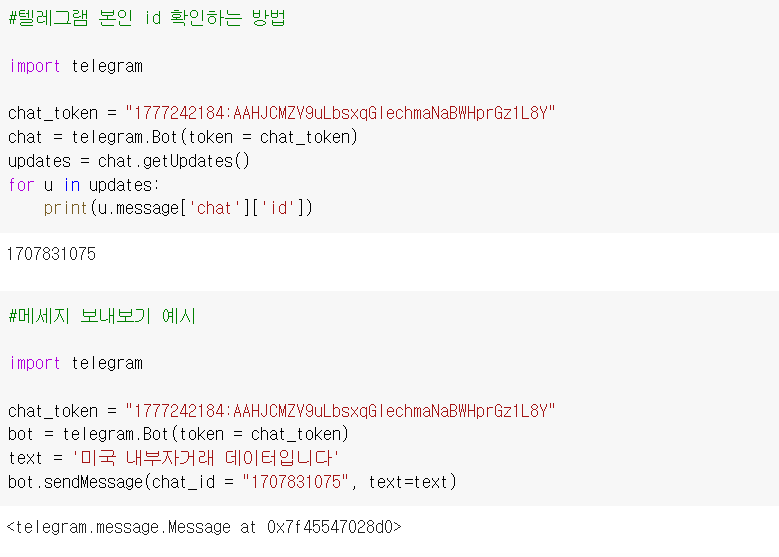 #텔레그램 본인 id 확인하는 방법
import telegram
chat_token = "1777242184:AAHJCMZV9uLbsxqGlechmaNaBWHprGz1L8Y"
chat = telegram.Bot(token = chat_token)
updates = chat.getUpdates()
for u in updates:
    print(u.message['chat']['id'])
1707831075
#메세지 보내보기 예시
import telegram
chat_token = "1777242184:AAHJCMZV9uLbsxqGlechmaNaBWHprGz1L8Y"
bot = telegram.Bot(token = chat_token)
text = '미국 내부자거래 데이터입니다'
bot.sendMessage(chat_id = "1707831075", text=text)
<telegram.message.Message at 0x7f45547028d0>